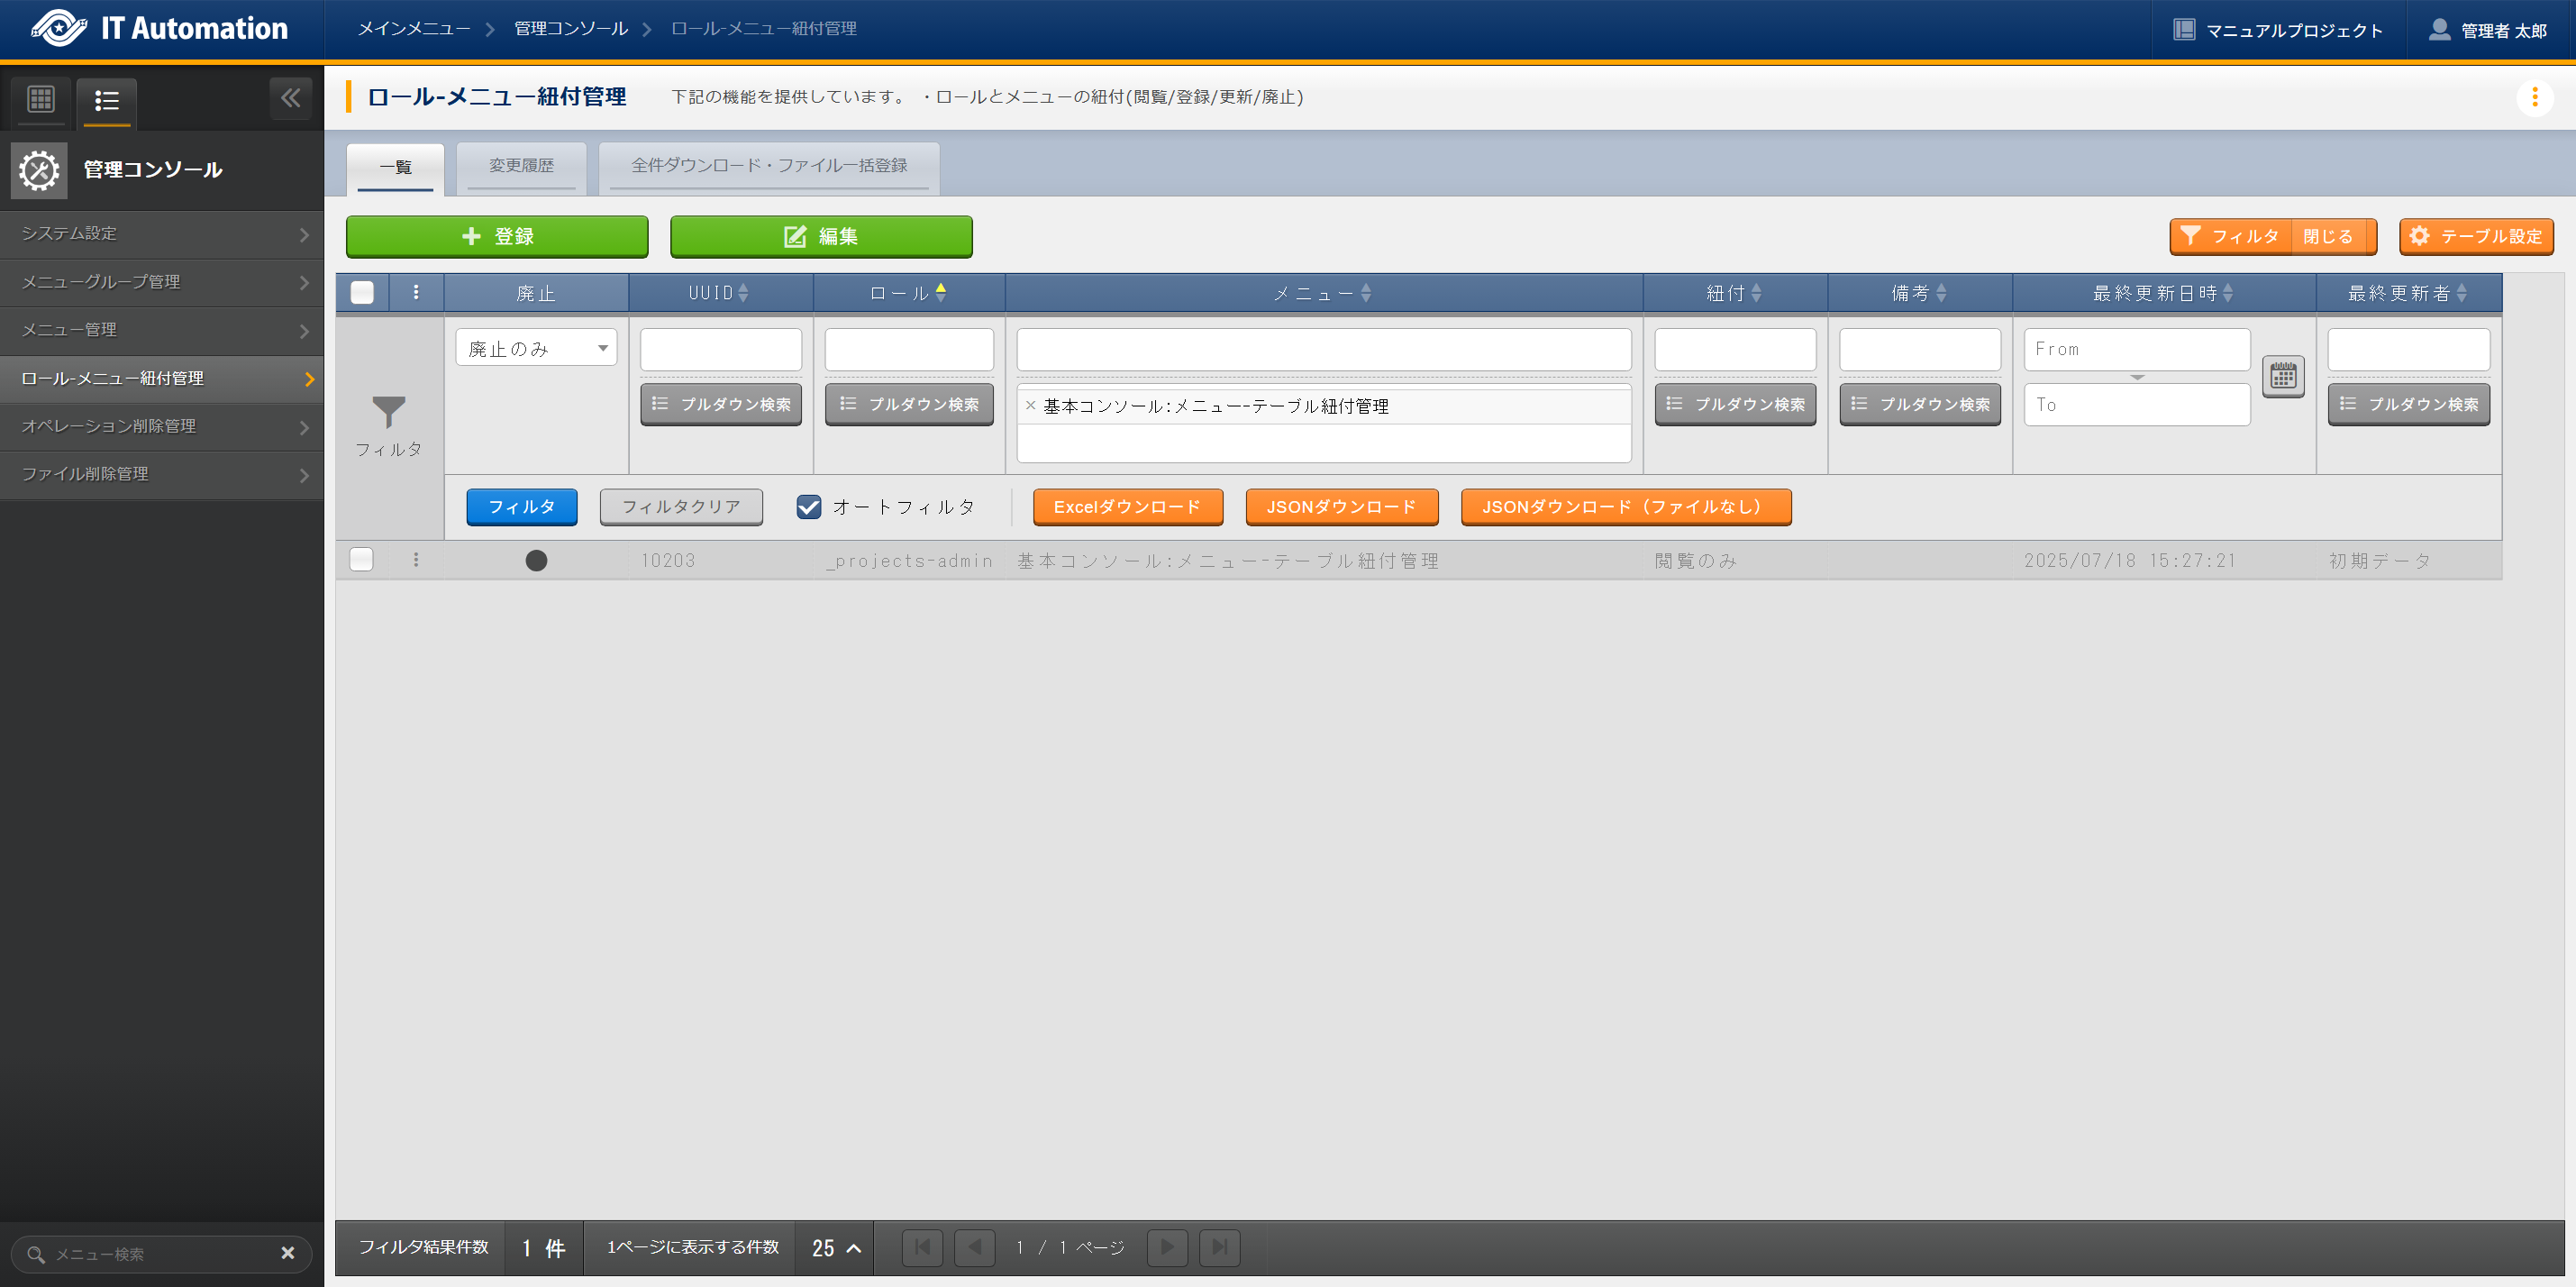 IT Automation
メインメニュー 管理コンソール ロール-メニュー紐付管理
マニュアルプロジェクト 管理者 太郎
ロール-メニュー紐付管理 下記の機能を提供しています。 ・ロールとメニューの紐付(閲覧/登録/更新/廃止)
管理コンソール
システム設定
メニューグループ管理
メニュー管理
ロール-メニュー紐付管理
オペレーション削除管理
ファイル削除管理
メニュー検索
一覧 変更履歴 全件ダウンロード・ファイル一括登録
登録 編集 フィルタ 閉じる テーブル設定
廃止 UUID ロール メニュー 紐付 備考 最終更新日時 最終更新者
廃止のみ From
プルダウン検索 プルダウン検索 × 基本コンソール:メニュー-テーブル紐付管理 プルダウン検索 プルダウン検索 To プルダウン検索
フィルタ
フィルタ フィルタクリア オートフィルタ Excelダウンロード JSONダウンロード JSONダウンロード（ファイルなし）
10203 _projects-admin 基本コンソール:メニュー-テーブル紐付管理 閲覧のみ 2025/07/18 15:27:21 初期データ
フィルタ結果件数 1 件 1ページに表示する件数 25 1 / 1 ページ